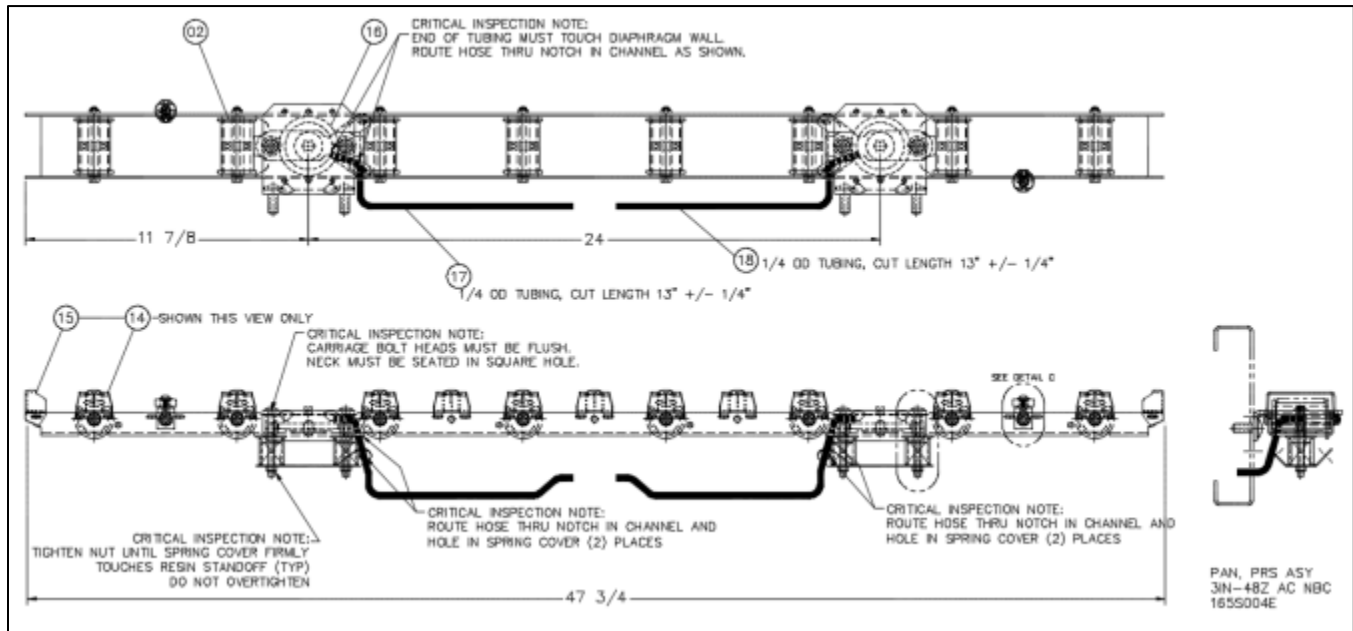 02
16
CRITICAL INSPECTION NOTE:
END OF TUBING MUST TOUCH DIAPHRAGM WALL.
ROUTE HOSE THRU NOTCH IN CHANNEL AS SHOWN.
11 7/8
24
17
1/4 OD TUBING, CUT LENGTH 13" +/- 1/4"
18
1/4 OD TUBING, CUT LENGTH 13" +/- 1/4"
15
14
SHOWN THIS VIEW ONLY
CRITICAL INSPECTION NOTE:
CARRIAGE BOLT HEADS MUST BE FLUSH.
NECK MUST BE SEATED IN SQUARE HOLE.
SEE DETAIL
CRITICAL INSPECTION NOTE:
TIGHTEN NUT UNTIL SPRING COVER FIRMLY
TOUCHES RESIN STANDOFF (TYP)
DO NOT OVERTIGHTEN
CRITICAL INSPECTION NOTE:
ROUTE HOSE THRU NOTCH IN CHANNEL AND
HOLE IN SPRING COVER (2) PLACES
CRITICAL INSPECTION NOTE:
ROUTE HOSE THRU NOTCH IN CHANNEL AND
HOLE IN SPRING COVER (2) PLACES
47 3/4
PAN, PRS ASY
3IN-48Z AC NBC
165S004E